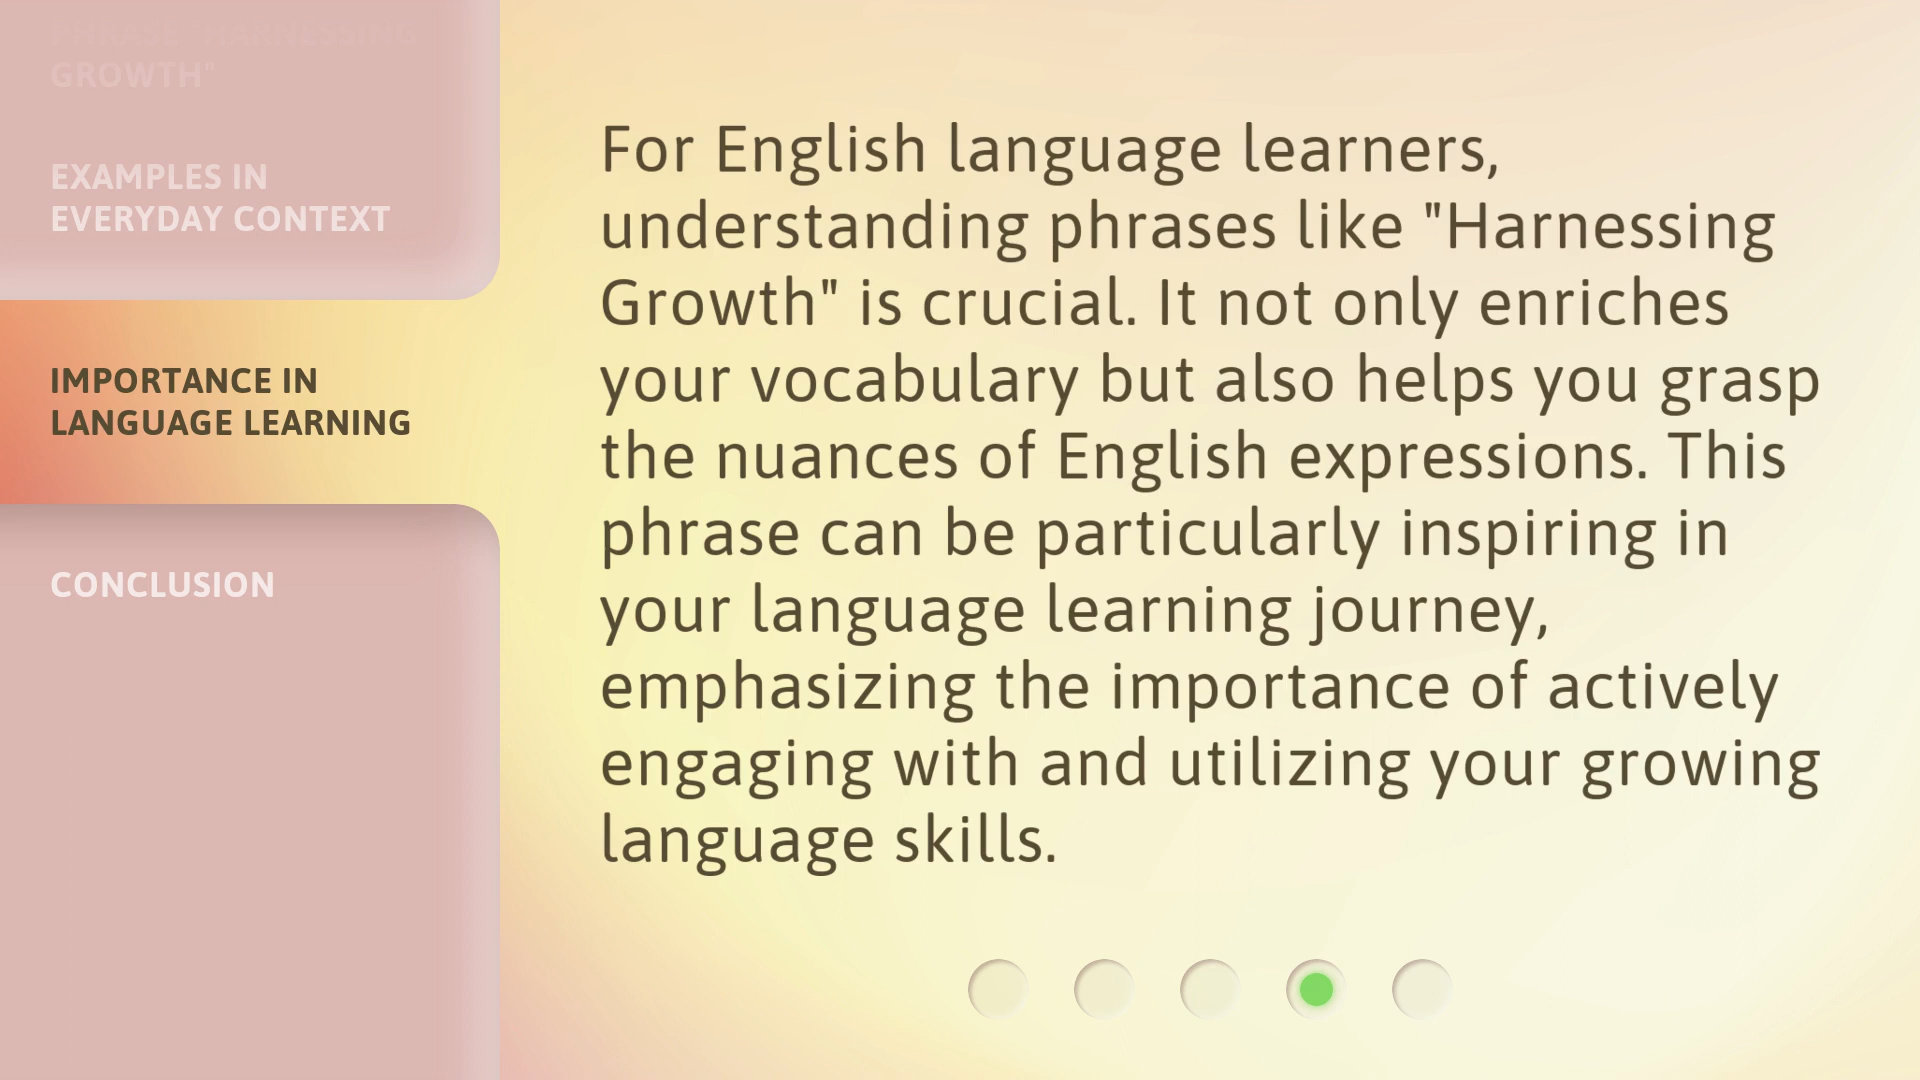 PHRASE "HARNESSING
GROWTH"
EXAMPLES IN
EVERYDAY CONTEXT
IMPORTANCE IN
LANGUAGE LEARNING
CONCLUSION
For English language learners,
understanding phrases like "Harnessing
Growth" is crucial. It not only enriches
your vocabulary but also helps you grasp
the nuances of English expressions. This
phrase can be particularly inspiring in
your language learning journey,
emphasizing the importance of actively
engaging with and utilizing your growing
language skills.